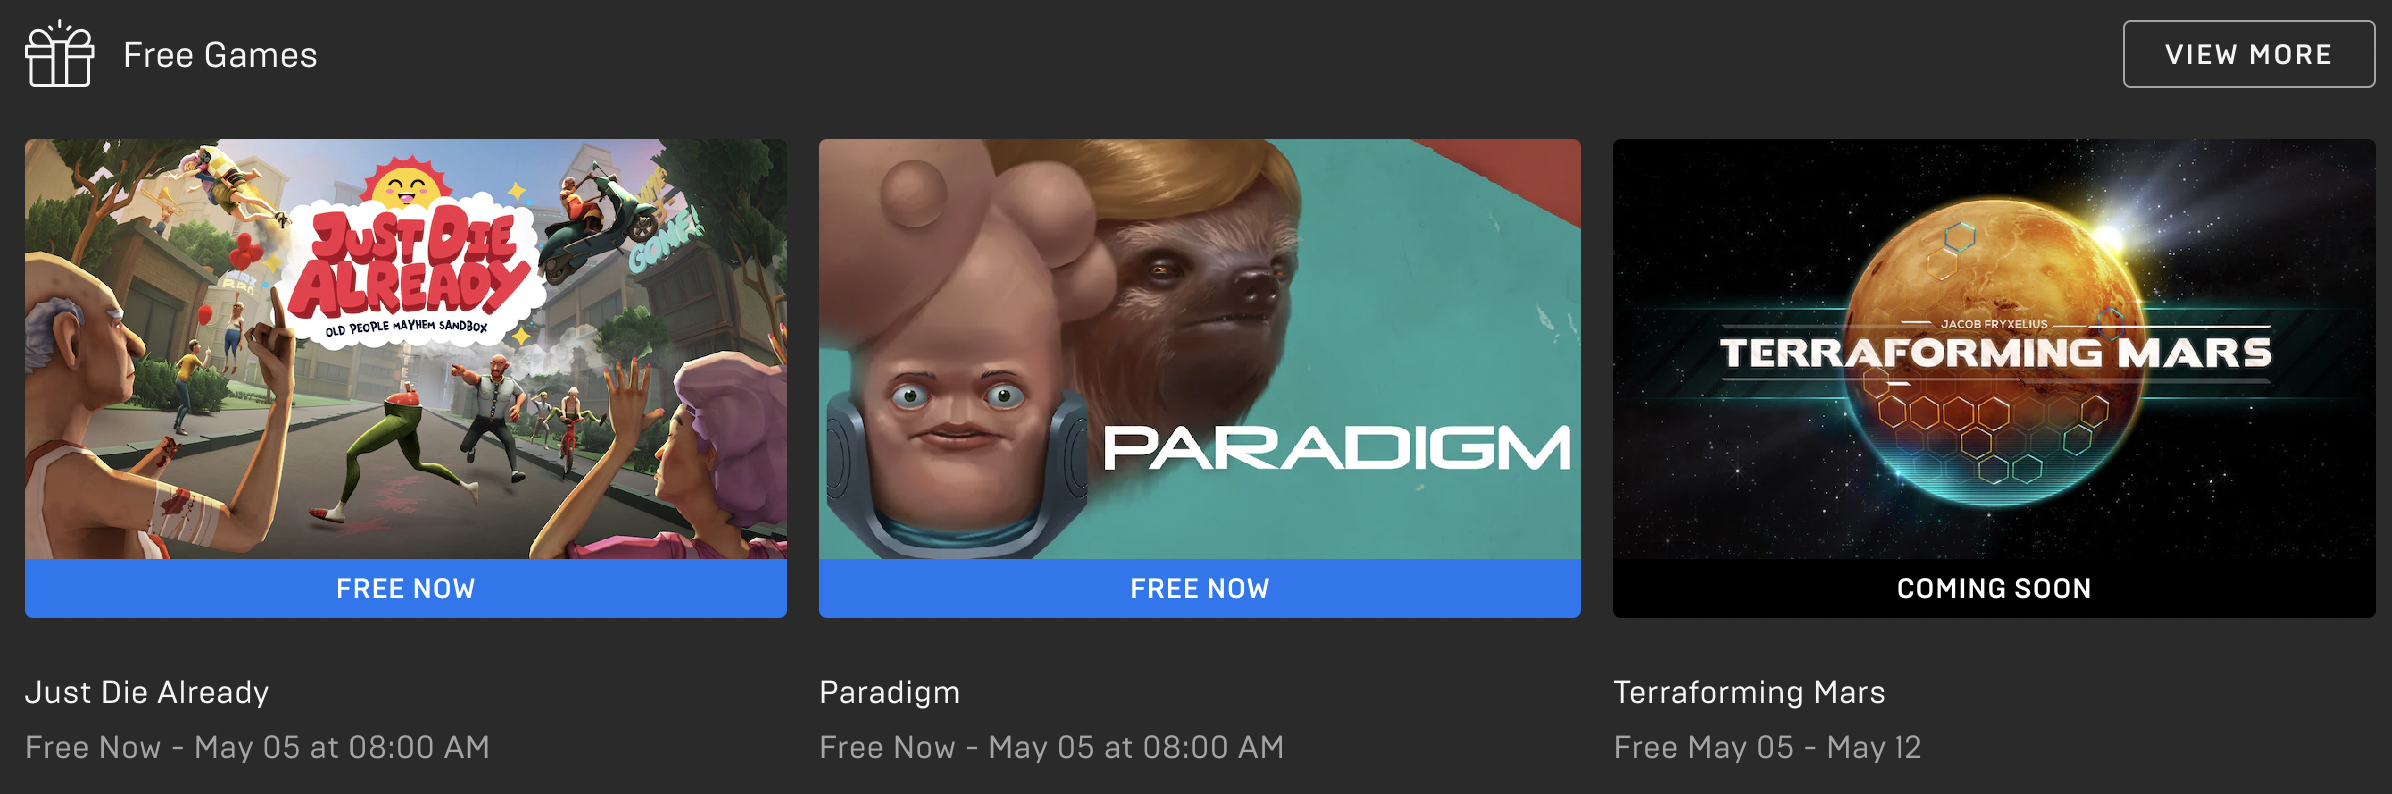 Free Games
VIEW MORE
JUST DIE
ALREADY
OLD PEOPLE MAYHEM SANDBOX
GONE!
PARADIGM
JACOB FRYXELIUS
TERRAFORMING MARS
FREE NOW
FREE NOW
COMING SOON
Just Die Already
Free Now - May 05 at 08:00 AM
Paradigm
Free Now - May 05 at 08:00 AM
Terraforming Mars
Free May 05 - May 12